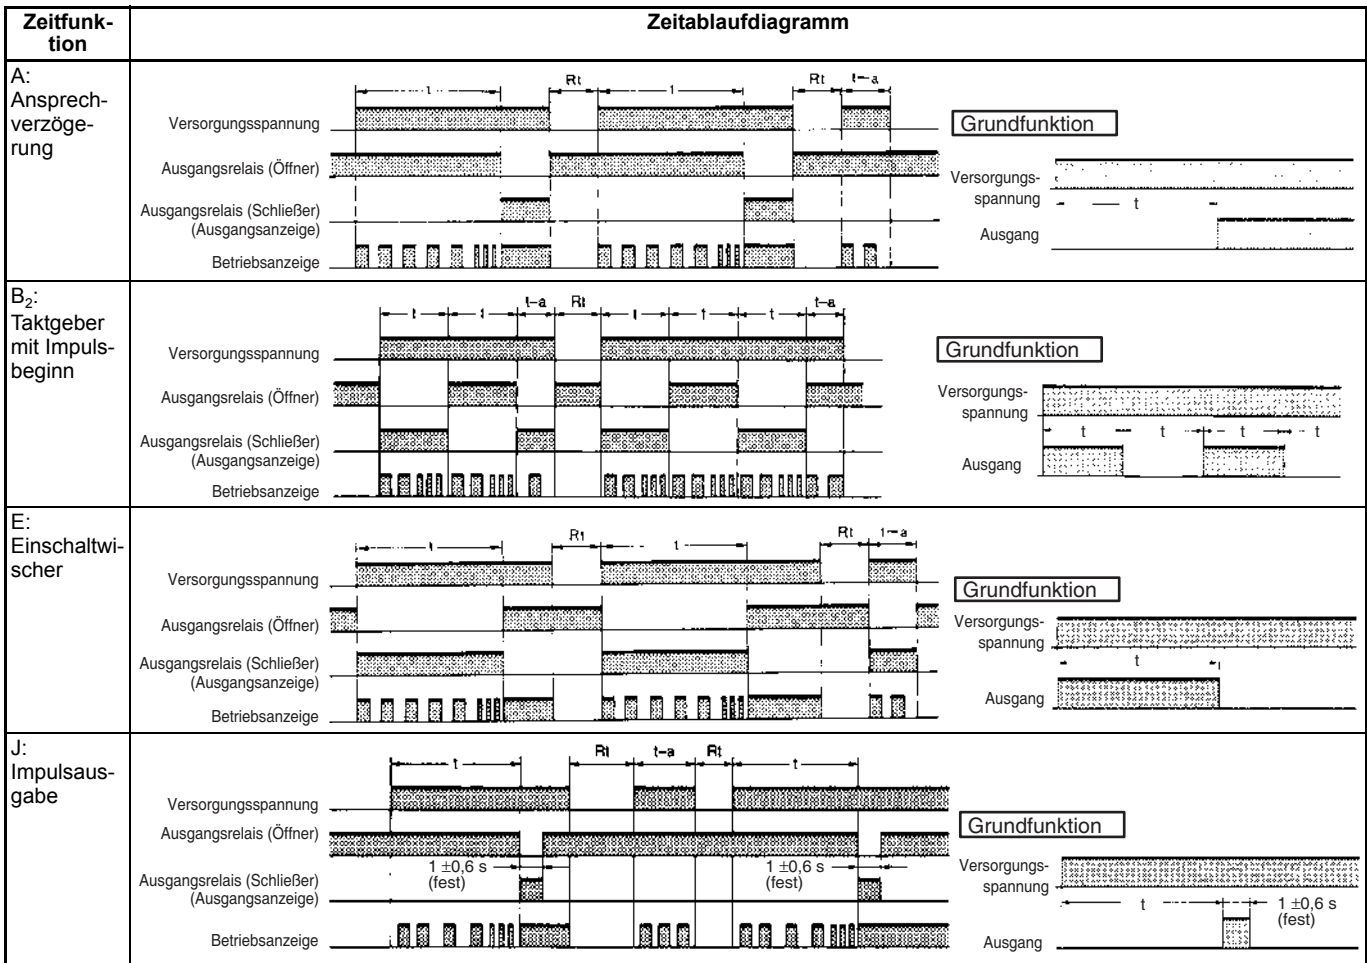 Zeitfunk-
tion
Zeitablaufdiagramm
A:
Ansprech-
verzöge-
rung
t
Rt
t
Rt
t–a
Versorgungsspannung
Ausgangsrelais (Öffner)
Ausgangsrelais (Schließer)
(Ausgangsanzeige)
Betriebsanzeige
Grundfunktion
Versorgungs-
spannung
t
Ausgang
B2:
Taktgeber
mit Impuls-
beginn
t
t
t–a
Rt
t
t
t
t–a
Versorgungsspannung
Ausgangsrelais (Öffner)
Ausgangsrelais (Schließer)
(Ausgangsanzeige)
Betriebsanzeige
Grundfunktion
Versorgungs-
spannung
t
t
t
t
Ausgang
E:
Einschaltwi-
scher
t
Rt
t
Rt
t–a
Versorgungsspannung
Ausgangsrelais (Öffner)
Ausgangsrelais (Schließer)
(Ausgangsanzeige)
Betriebsanzeige
Grundfunktion
Versorgungs-
spannung
t
Ausgang
J:
Impulsaus-
gabe
t
Rt
t–a
Rt
t
Versorgungsspannung
Ausgangsrelais (Öffner)
1 ±0,6 s
(fest)
1 ±0,6 s
(fest)
Ausgangsrelais (Schließer)
(Ausgangsanzeige)
Betriebsanzeige
Grundfunktion
Versorgungs-
spannung
t
1 ±0,6 s
(fest)
Ausgang